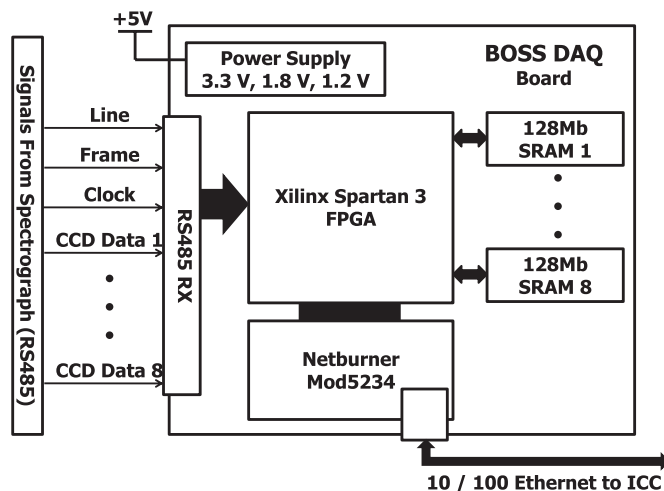 +5V
Power Supply
3.3 V, 1.8 V, 1.2 V
BOSS DAQ
Board
Signals From Spectrograph (RS485)
Line
Frame
Clock
CCD Data 1
CCD Data 8
RS485 RX
Xilinx Spartan 3
FPGA
128Mb
SRAM 1
128Mb
SRAM 8
Netburner
Mod5234
10 / 100 Ethernet to ICC